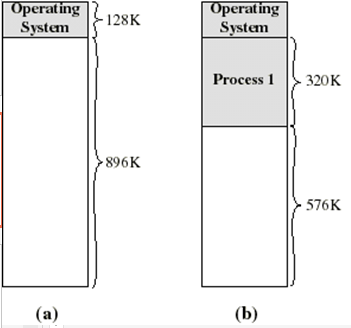 Operating
System
128K
896K
(a)
Operating
System
Process 1
320K
576K
(b)